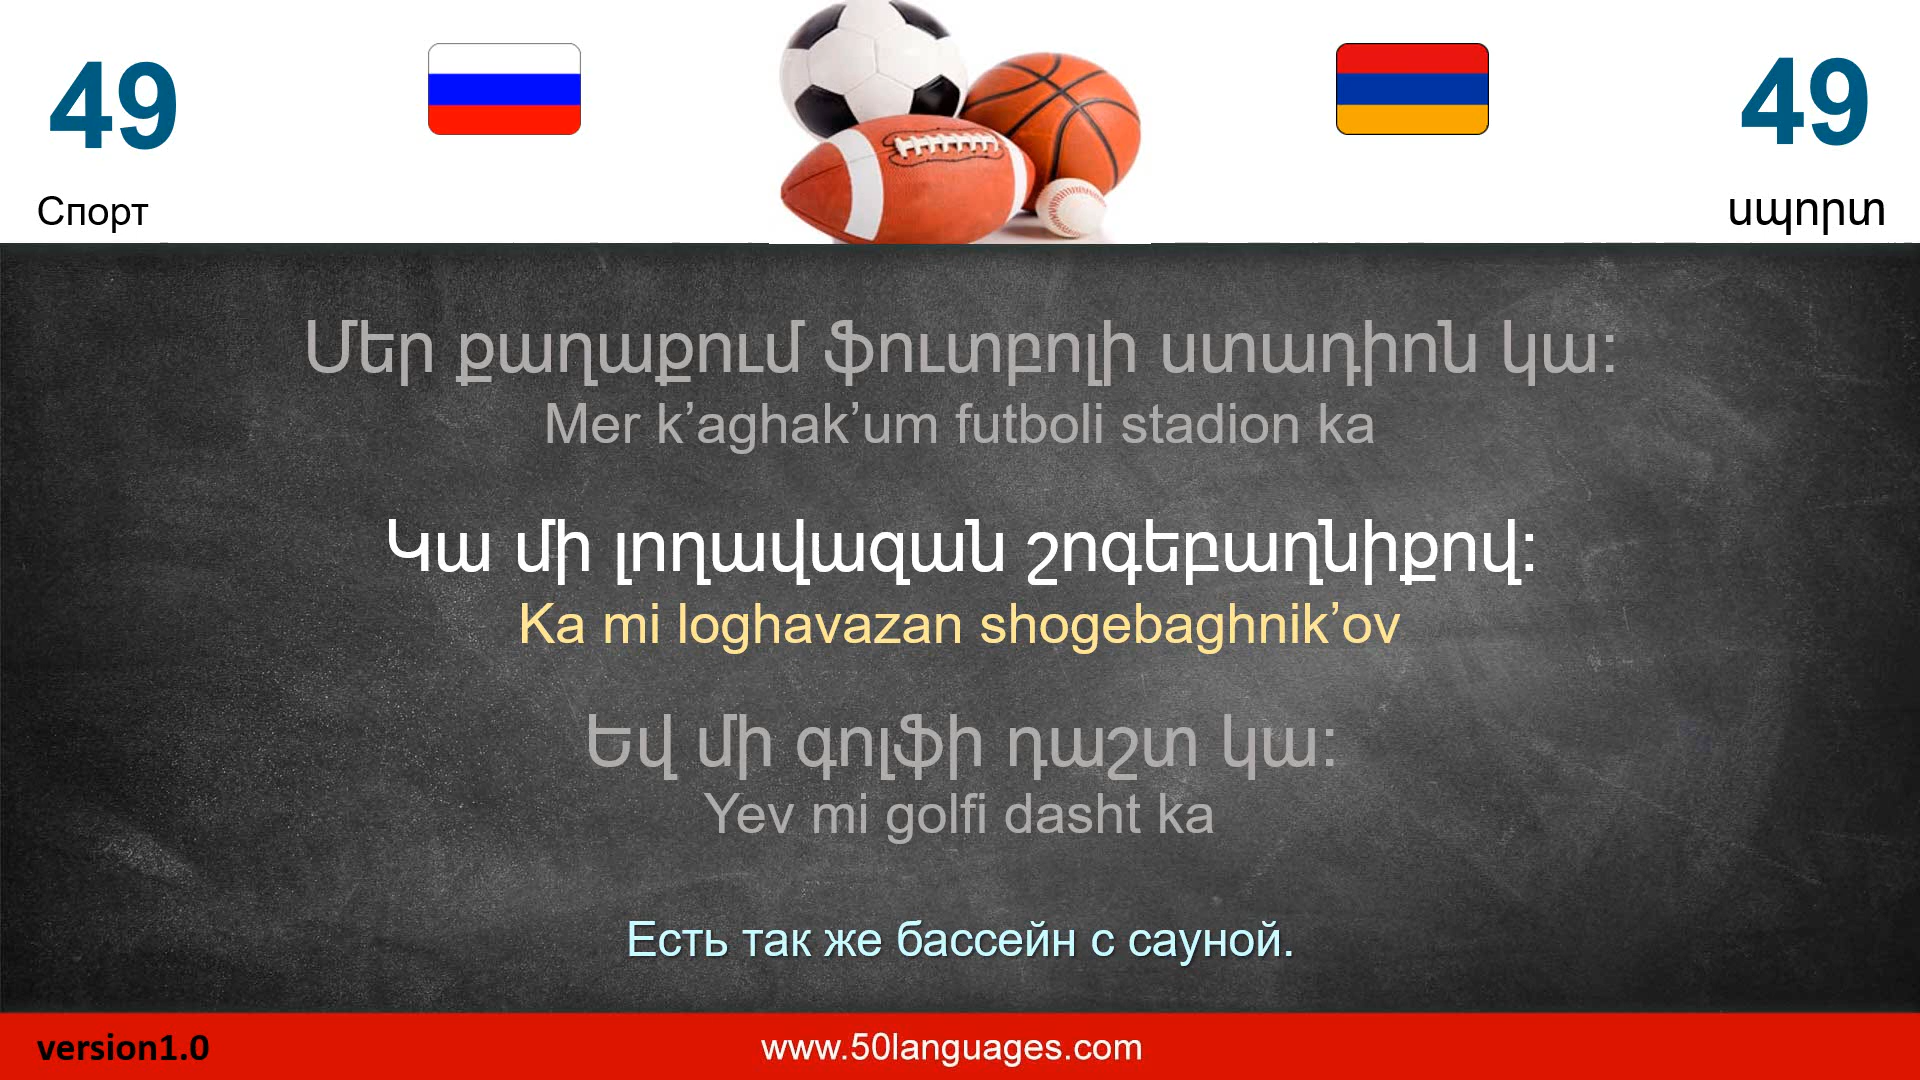 49
49
Спорт
սպորտ
Մեր քաղաքում ֆուտբոլի ստադիոն կա:
Mer k’aghak’um futboli stadion ka
Կա մի լողավազան շոգեբաղնիքով:
Ka mi loghavazan shogebaghnik’ov
Եվ մի գոլֆի դաշտ կա:
Yev mi golfi dasht ka
Есть так же бассейн с сауной.
version1.0
www.50languages.com